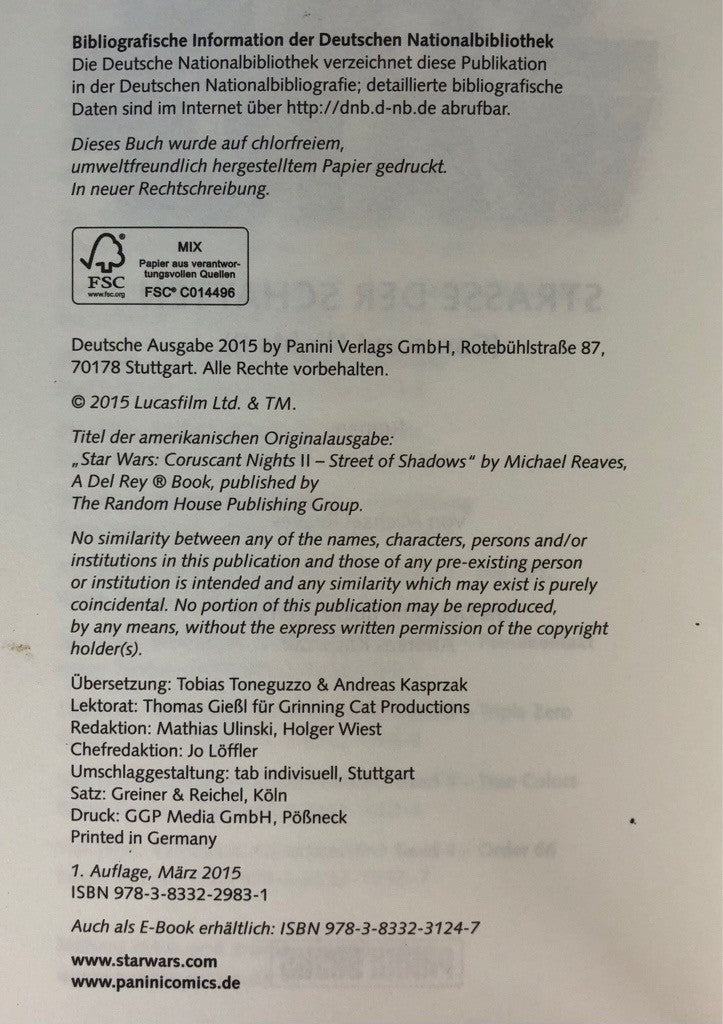 Bibliografische Information der Deutschen Nationalbibliothek
Die Deutsche Nationalbibliothek verzeichnet diese Publikation
in der Deutschen Nationalbibliografie; detaillierte bibliografische
Daten sind im Internet über http://dnb.d-nb.de abrufbar.
Dieses Buch wurde auf chlorfreiem,
umweltfreundlich hergestelltem Papier gedruckt.
In neuer Rechtschreibung.
FSC®
www.fsc.org
MIX
Papier aus verantwor-
tungsvollen Quellen
FSC® C014496
Deutsche Ausgabe 2015 by Panini Verlags GmbH, Rotebühlstraße 87,
70178 Stuttgart. Alle Rechte vorbehalten.
© 2015 Lucasfilm Ltd. & TM.
Titel der amerikanischen Originalausgabe:
„Star Wars: Coruscant Nights II – Street of Shadows“ by Michael Reaves,
A Del Rey ® Book, published by
The Random House Publishing Group.
No similarity between any of the names, characters, persons and/or
institutions in this publication and those of any pre-existing person
or institution is intended and any similarity which may exist is purely
coincidental. No portion of this publication may be reproduced,
by any means, without the express written permission of the copyright
holder(s).
Übersetzung: Tobias Toneguzzo & Andreas Kasprzak
Lektorat: Thomas Gießl für Grinning Cat Productions
Redaktion: Mathias Ulinski, Holger Wiest
Chefredaktion: Jo Löffler
Umschlaggestaltung: tab indivisuell, Stuttgart
Satz: Greiner & Reichel, Köln
Druck: GGP Media GmbH, Pößneck
Printed in Germany
1. Auflage, März 2015
ISBN 978-3-8332-2983-1
Auch als E-Book erhältlich: ISBN 978-3-8332-3124-7
www.starwars.com
www.paninicomics.de